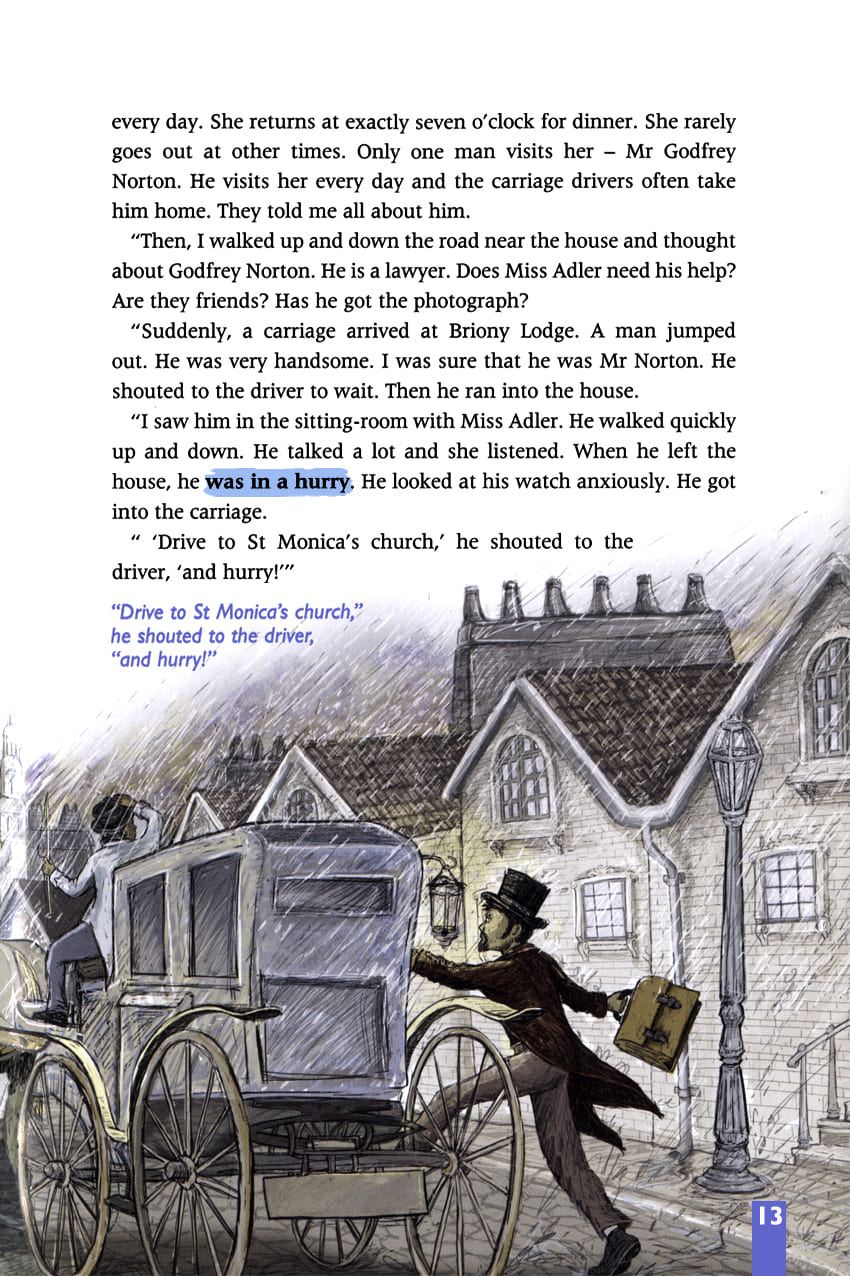 every day. She returns at exactly seven o'clock for dinner. She rarely
goes out at other times. Only one man visits her – Mr Godfrey
Norton. He visits her every day and the carriage drivers often take
him home. They told me all about him.
"Then, I walked up and down the road near the house and thought
about Godfrey Norton. He is a lawyer. Does Miss Adler need his help?
Are they friends? Has he got the photograph?
"Suddenly, a carriage arrived at Briony Lodge. A man jumped
out. He was very handsome. I was sure that he was Mr Norton. He
shouted to the driver to wait. Then he ran into the house.
"I saw him in the sitting-room with Miss Adler. He walked quickly
up and down. He talked a lot and she listened. When he left the
house, he was in a hurry. He looked at his watch anxiously. He got
into the carriage.
" 'Drive to St Monica's church,' he shouted to the
driver, 'and hurry!'"
"Drive to St Monica's church,"
he shouted to the driver,
"and hurry!"
13